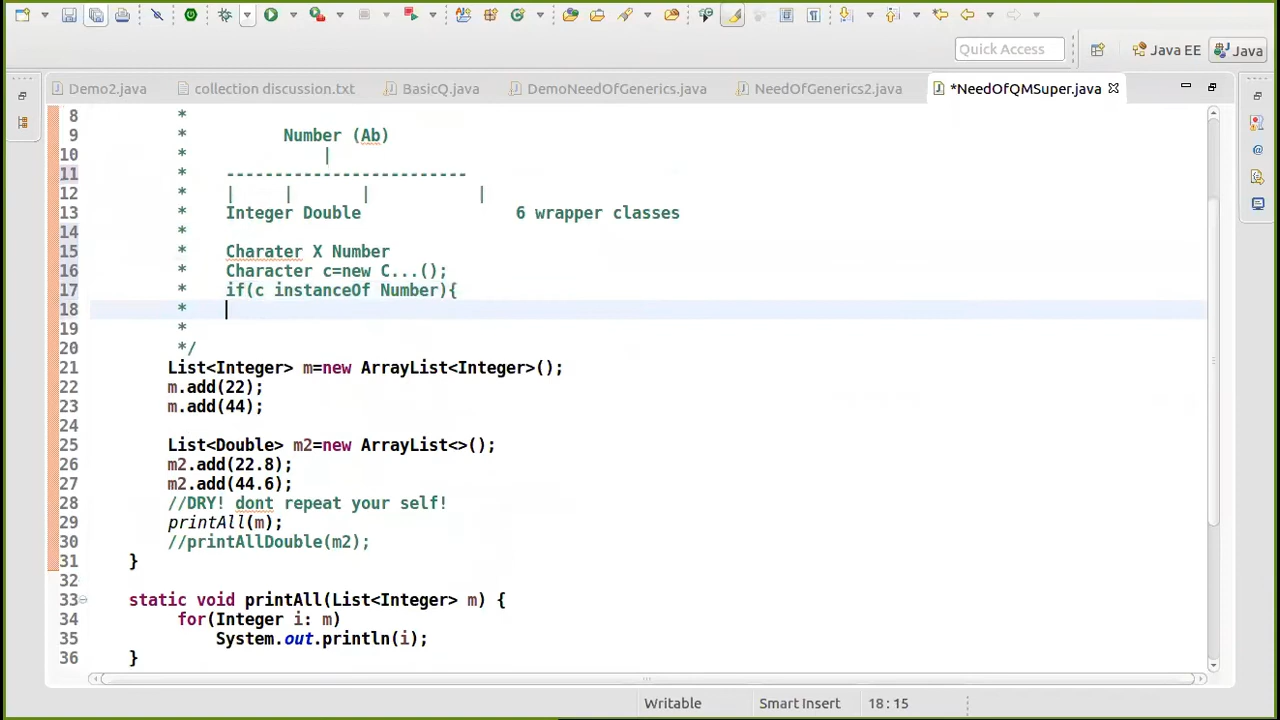 Quick Access
Java EE
Java
Demo2.java
collection discussion.txt
BasicQ.java
DemoNeedOfGenerics.java
NeedOfGenerics2.java
*NeedOfQMSuper.java
8 *
9 * Number (Ab)
10 * |
11 * -------------------------
12 * | | | |
13 * Integer Double 6 wrapper classes
14 *
15 * Charater X Number
16 * Character c=new C...();
17 * if(c instanceOf Number){
18 *
19 *
20 */
21 List<Integer> m=new ArrayList<Integer>();
22 m.add(22);
23 m.add(44);
24
25 List<Double> m2=new ArrayList<>();
26 m2.add(22.8);
27 m2.add(44.6);
28 //DRY! dont repeat your self!
29 printAll(m);
30 //printAllDouble(m2);
31 }
32
33 static void printAll(List<Integer> m) {
34 for(Integer i: m)
35 System.out.println(i);
36 }
Writable
Smart Insert
18:15